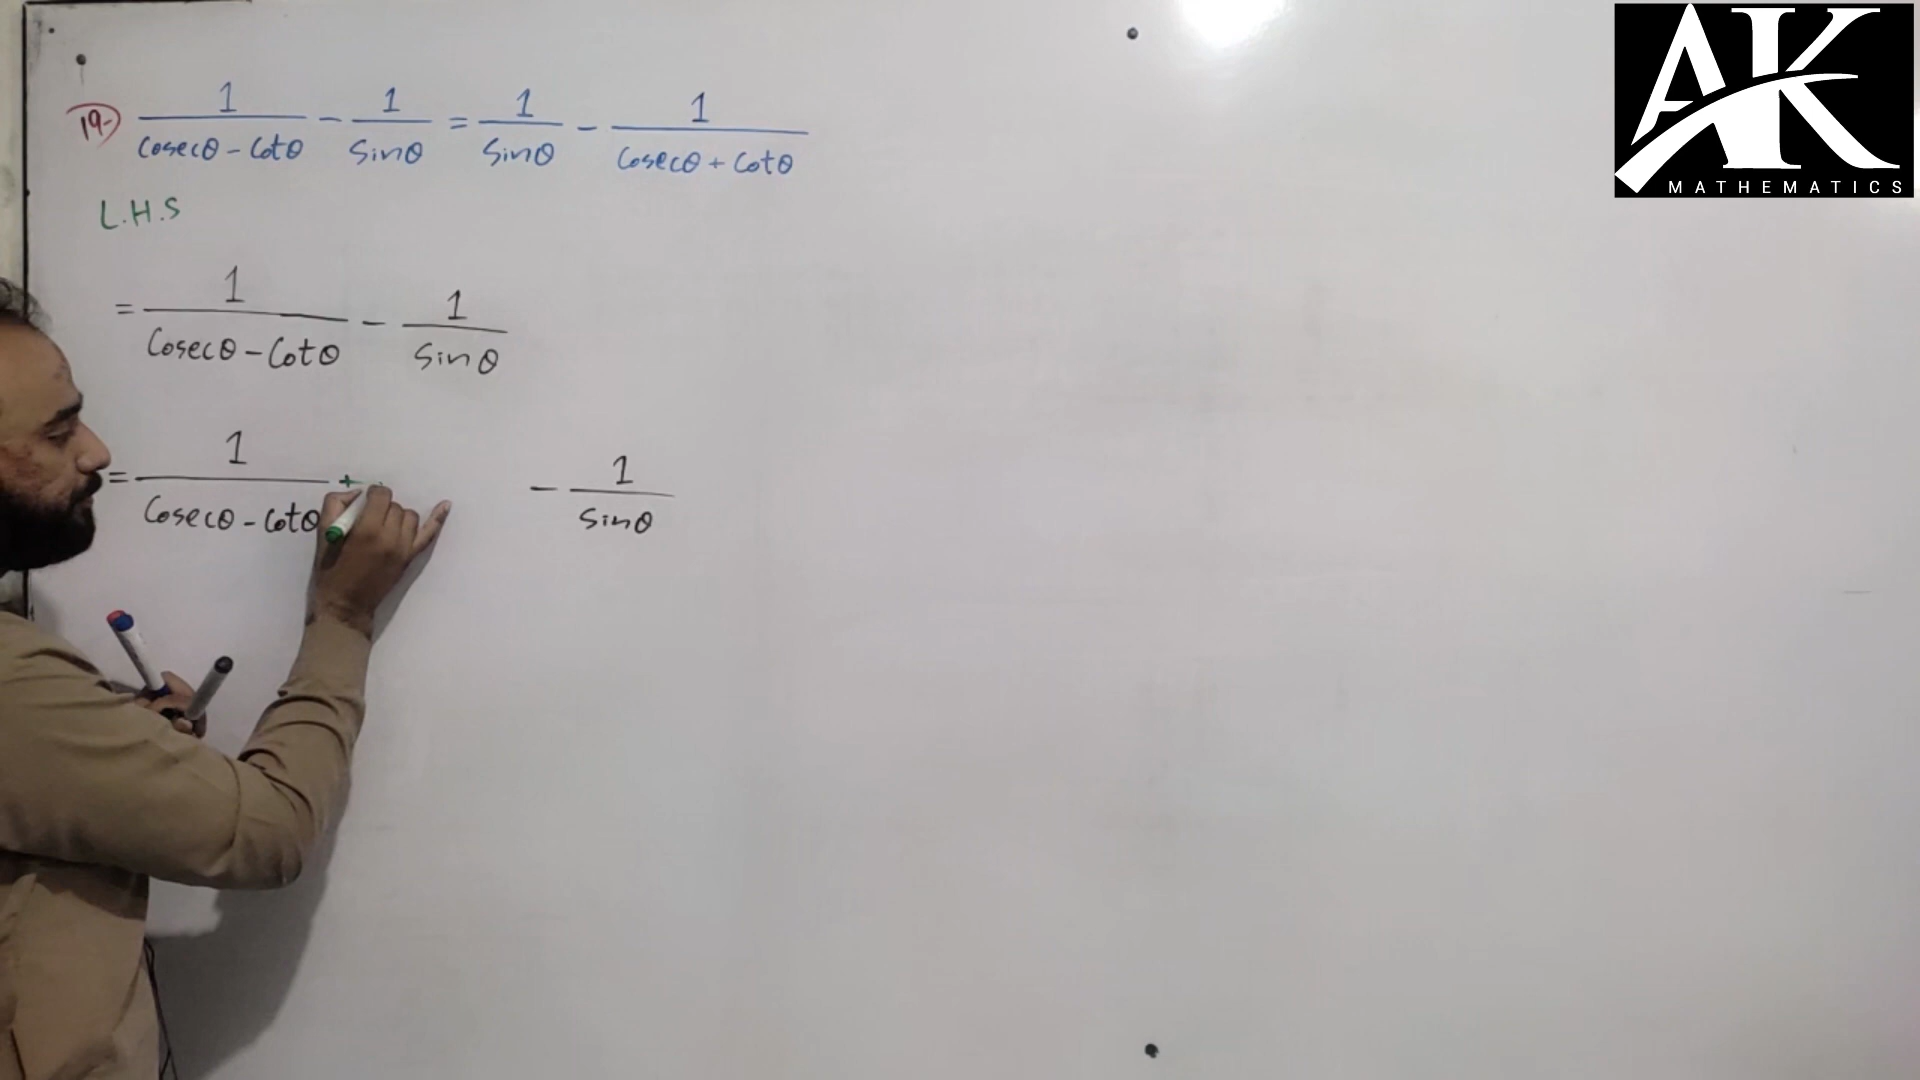 19- 1/(Cosecθ - Cotθ) - 1/Sinθ = 1/Sinθ - 1/(Cosecθ + Cotθ)
L.H.S
= 1/(Cosecθ - Cotθ) - 1/Sinθ
= 1/(Cosecθ - Cotθ) + - 1/Sinθ
AK
MATHEMATICS